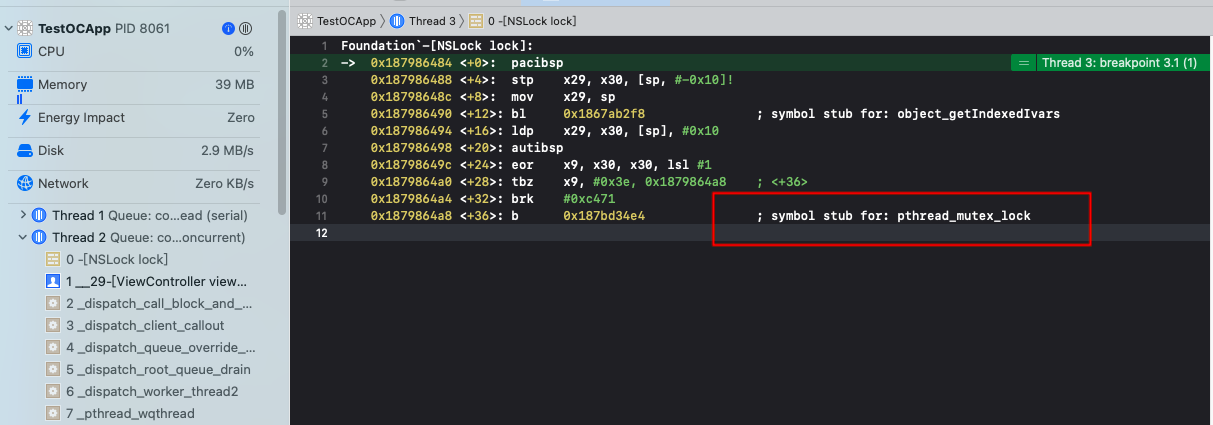 TestOCApp PID 8061
CPU 0%
Memory 39 MB
Energy Impact Zero
Disk 2.9 MB/s
Network Zero KB/s
Thread 1 Queue: co...ead (serial)
Thread 2 Queue: co...oncurrent)
0 -[NSLock lock]
1 __29-[ViewController view...
2 _dispatch_call_block_and_...
3 _dispatch_client_callout
4 _dispatch_queue_override_...
5 _dispatch_root_queue_drain
6 _dispatch_worker_thread2
7 _pthread_wqthread
TestOCApp Thread 3 0 -[NSLock lock]
1 Foundation`-[NSLock lock]:
2 -> 0x187986484 <+0>: pacibsp = Thread 3: breakpoint 3.1 (1)
3 0x187986488 <+4>: stp x29, x30, [sp, #-0x10]!
4 0x18798648c <+8>: mov x29, sp
5 0x187986490 <+12>: bl 0x1867ab2f8 ; symbol stub for: object_getIndexedIvars
6 0x187986494 <+16>: ldp x29, x30, [sp], #0x10
7 0x187986498 <+20>: autibsp
8 0x18798649c <+24>: eor x9, x30, x30, lsl #1
9 0x1879864a0 <+28>: tbz x9, #0x3e, 0x1879864a8 ; <+36>
10 0x1879864a4 <+32>: brk #0xc471
11 0x1879864a8 <+36>: b 0x187bd34e4 ; symbol stub for: pthread_mutex_lock
12